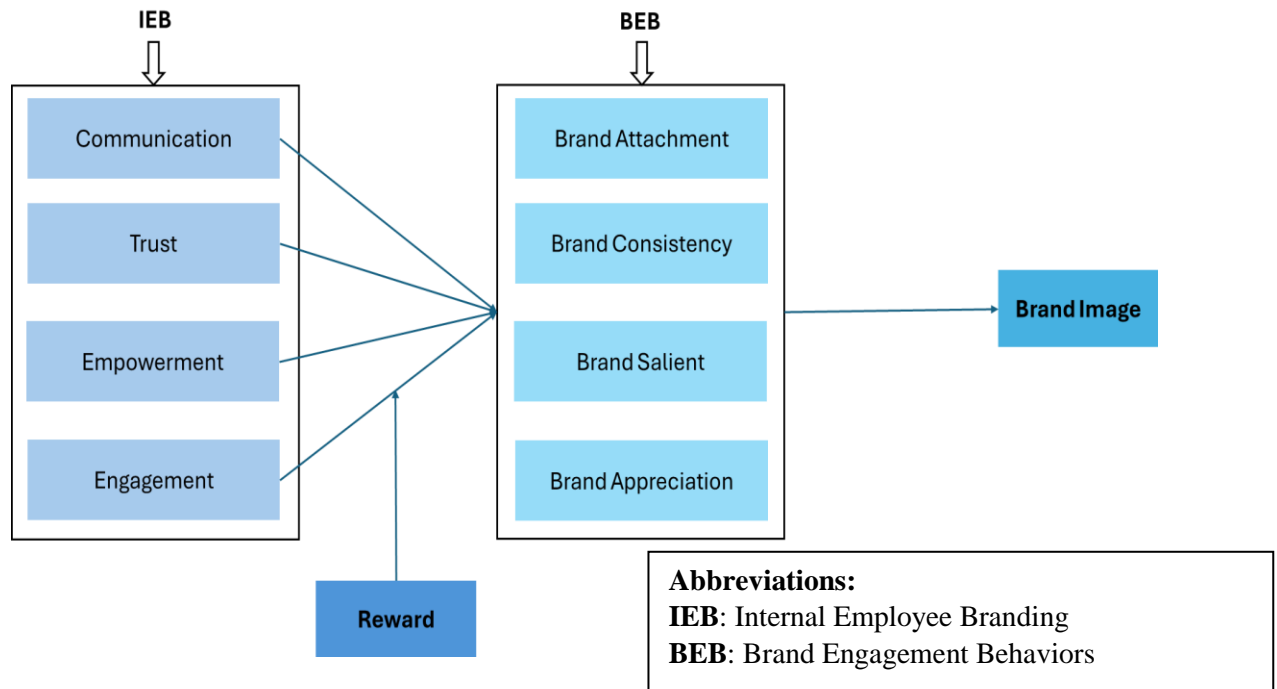 IEB
BEB
Communication
Trust
Empowerment
Engagement
Brand Attachment
Brand Consistency
Brand Salient
Brand Appreciation
Brand Image
Reward
Abbreviations:
IEB: Internal Employee Branding
BEB: Brand Engagement Behaviors